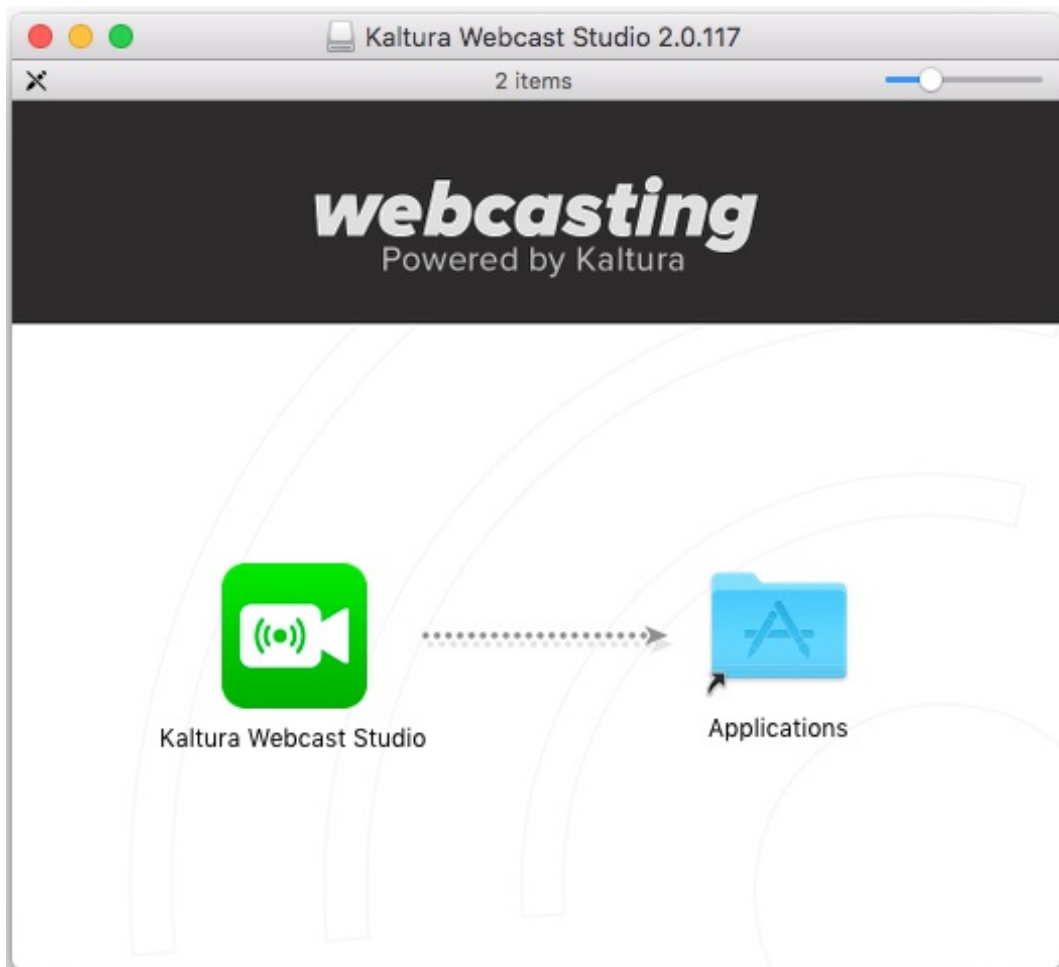 Kaltura Webcast Studio 2.0.117
2 items
webcasting
Powered by Kaltura
Kaltura Webcast Studio
Applications